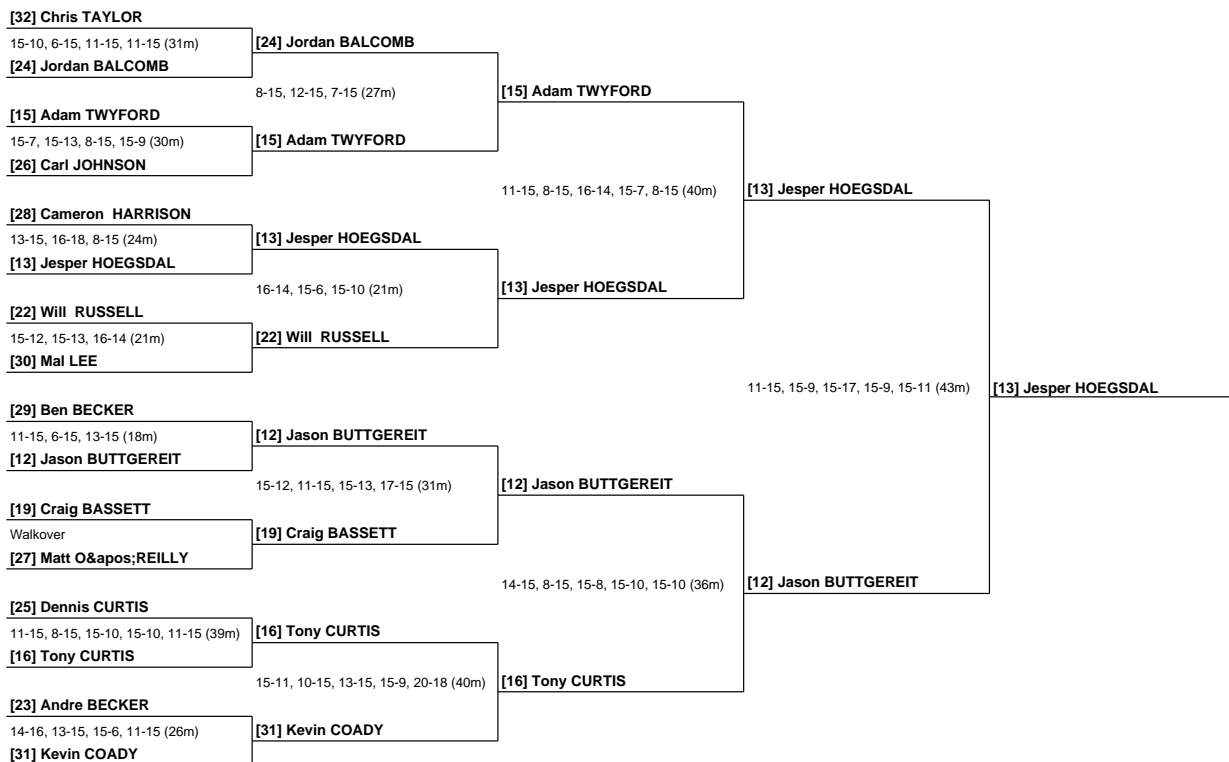 [32] Chris TAYLOR
15-10, 6-15, 11-15, 11-15 (31m)
[24] Jordan BALCOMB
[15] Adam TWYFORD
15-7, 15-13, 8-15, 15-9 (30m)
[26] Carl JOHNSON
[28] Cameron  HARRISON
13-15, 16-18, 8-15 (24m)
[13] Jesper HOEGSDAL
[22] Will  RUSSELL
15-12, 15-13, 16-14 (21m)
[30] Mal LEE
[29] Ben BECKER
11-15, 6-15, 13-15 (18m)
[12] Jason BUTTGEREIT
[19] Craig BASSETT
Walkover
[27] Matt O&apos;REILLY
[25] Dennis CURTIS
11-15, 8-15, 15-10, 15-10, 11-15 (39m)
[16] Tony CURTIS
[23] Andre BECKER
14-16, 13-15, 15-6, 11-15 (26m)
[31] Kevin COADY
[24] Jordan BALCOMB
8-15, 12-15, 7-15 (27m)
[15] Adam TWYFORD
[13] Jesper HOEGSDAL
16-14, 15-6, 15-10 (21m)
[22] Will  RUSSELL
[12] Jason BUTTGEREIT
15-12, 11-15, 15-13, 17-15 (31m)
[19] Craig BASSETT
[16] Tony CURTIS
15-11, 10-15, 13-15, 15-9, 20-18 (40m)
[31] Kevin COADY
[15] Adam TWYFORD
11-15, 8-15, 16-14, 15-7, 8-15 (40m)
[13] Jesper HOEGSDAL
[12] Jason BUTTGEREIT
14-15, 8-15, 15-8, 15-10, 15-10 (36m)
[16] Tony CURTIS
[13] Jesper HOEGSDAL
11-15, 15-9, 15-17, 15-9, 15-11 (43m)
[12] Jason BUTTGEREIT
[13] Jesper HOEGSDAL